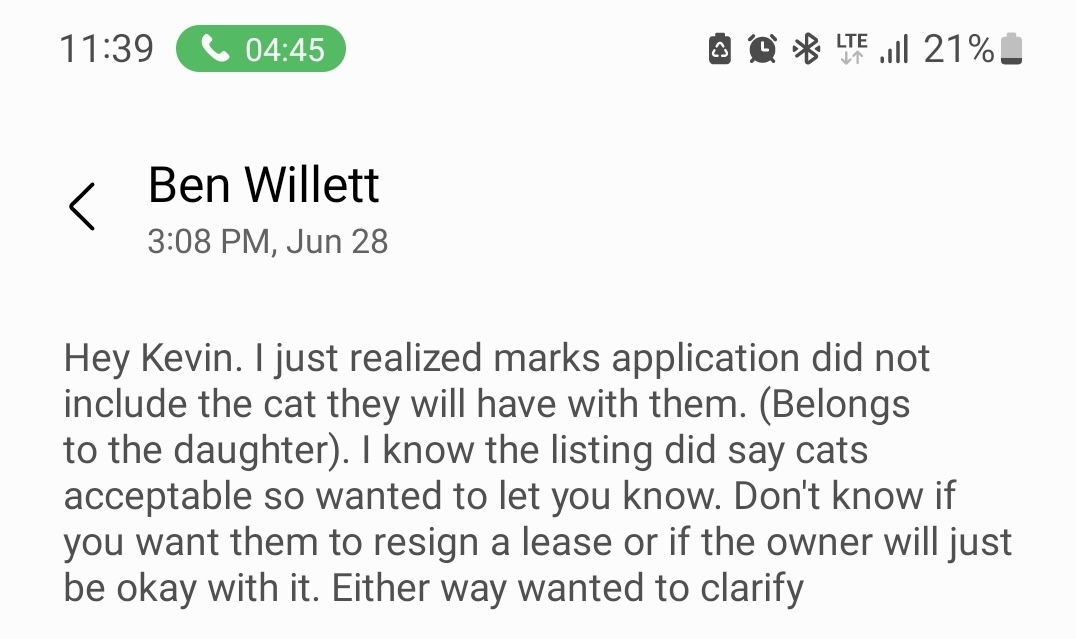 11:39 04:45 LTE 21%
Ben Willett
3:08 PM, Jun 28
Hey Kevin. I just realized marks application did not
include the cat they will have with them. (Belongs
to the daughter). I know the listing did say cats
acceptable so wanted to let you know. Don't know if
you want them to resign a lease or if the owner will just
be okay with it. Either way wanted to clarify